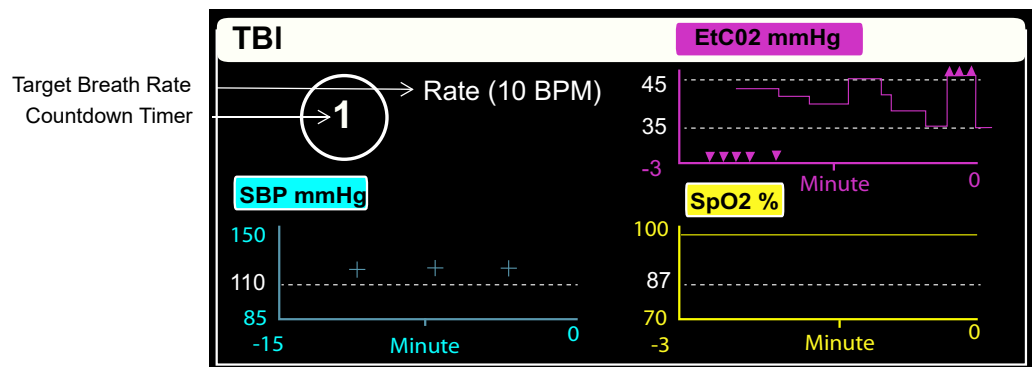 TBI
EtC02 mmHg
Target Breath Rate
Countdown Timer
1
Rate (10 BPM)
45
35
-3
Minute
0
SBP mmHg
150
110
85
-15
Minute
0
SpO2 %
100
87
70
-3
Minute
0